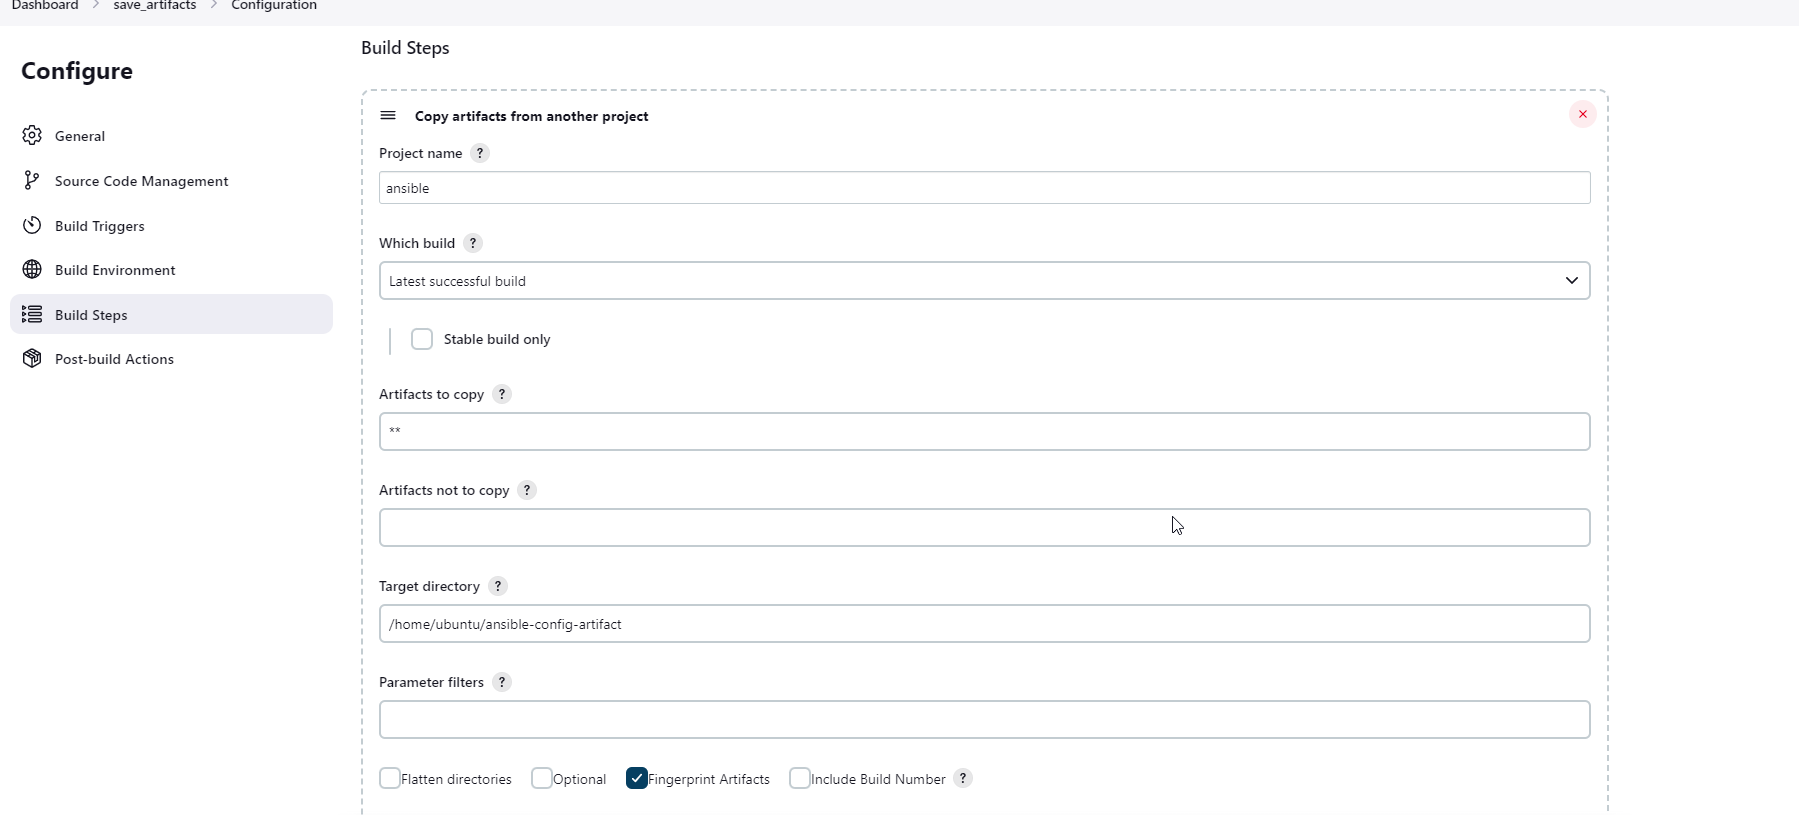 Dashboard > save_artifacts > Configuration
Configure
General
Source Code Management
Build Triggers
Build Environment
Build Steps
Post-build Actions
Build Steps
Copy artifacts from another project
Project name ?
ansible
Which build ?
Latest successful build
Stable build only
Artifacts to copy ?
**
Artifacts not to copy ?
Target directory ?
/home/ubuntu/ansible-config-artifact
Parameter filters ?
Flatten directories Optional Fingerprint Artifacts Include Build Number ?